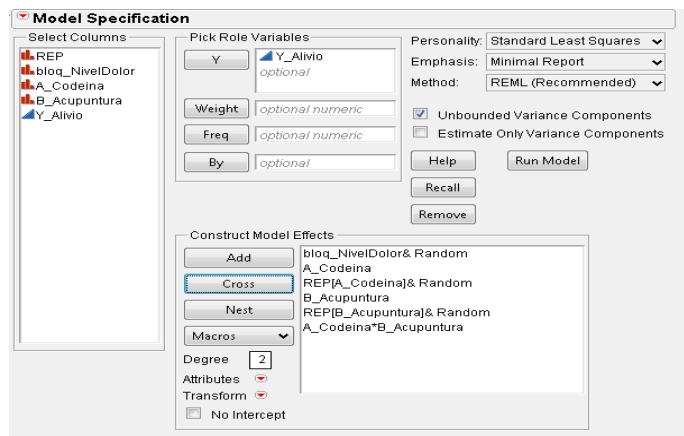 Model Specification
Select Columns
REP
bloq_NivelDolor
A_Codeina
B_Acupuntura
Y_Alivio
Pick Role Variables
Y
Y_Alivio
optional
Weight
optional numeric
Freq
optional numeric
By
optional
Personality: Standard Least Squares
Emphasis: Minimal Report
Method: REML (Recommended)
Unbounded Variance Components
Estimate Only Variance Components
Help
Run Model
Recall
Remove
Construct Model Effects
Add
Cross
Nest
Macros
Degree 2
Attributes
Transform
No Intercept
bloq_NivelDolor& Random
A_Codeina
REP[A_Codeina]& Random
B_Acupuntura
REP[B_Acupuntura]& Random
A_Codeina*B_Acupuntura